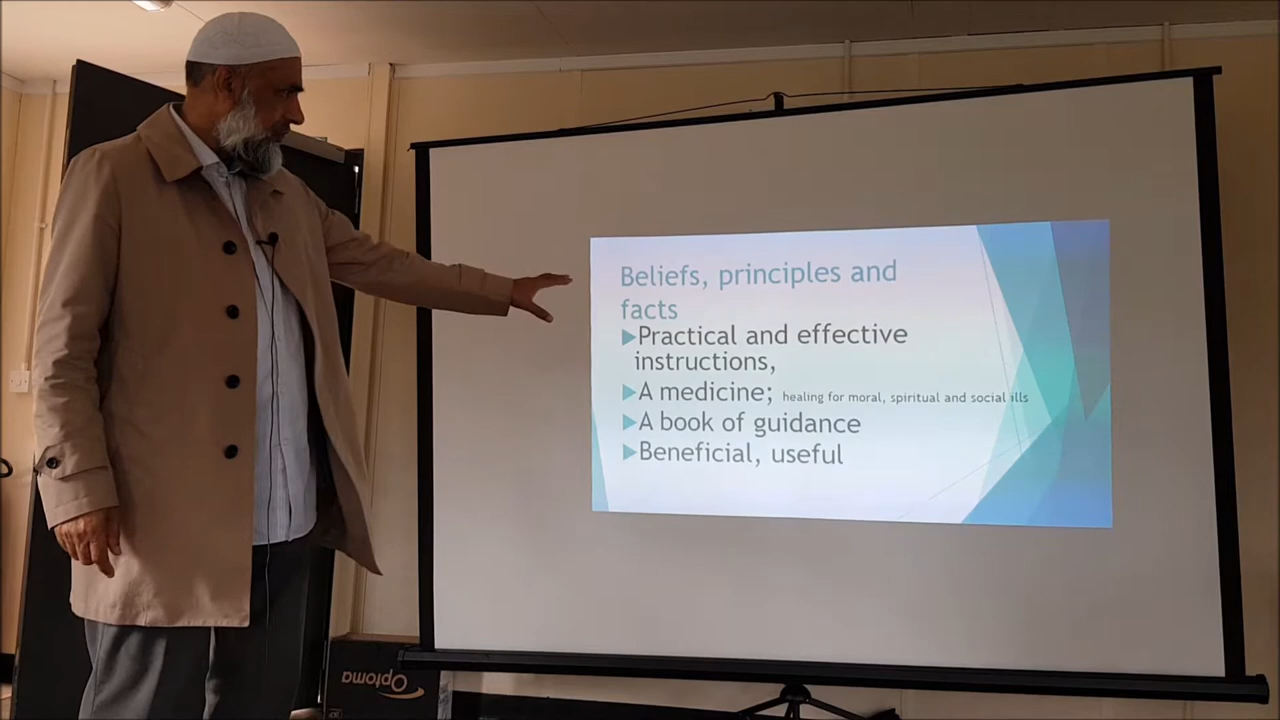 Beliefs, principles and
facts
▶Practical and effective
instructions,
▶A medicine; healing for moral, spiritual and social ills
▶A book of guidance
▶Beneficial, useful
Optoma